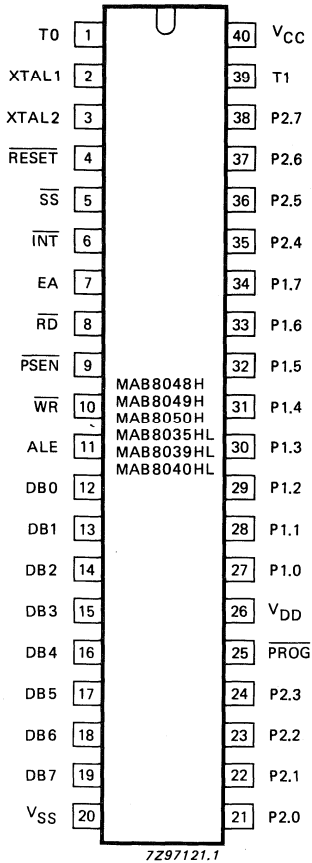 T0 1 40 VCC
XTAL1 2 39 T1
XTAL2 3 38 P2.7
RESET 4 37 P2.6
SS 5 36 P2.5
INT 6 35 P2.4
EA 7 34 P1.7
RD 8 33 P1.6
PSEN 9 32 P1.5
MAB8048H
MAB8049H
WR 10 MAB8050H 31 P1.4
MAB8035HL
ALE 11 MAB8039HL 30 P1.3
MAB8040HL
DB0 12 29 P1.2
DB1 13 28 P1.1
DB2 14 27 P1.0
DB3 15 26 VDD
DB4 16 25 PROG
DB5 17 24 P2.3
DB6 18 23 P2.2
DB7 19 22 P2.1
VSS 20 21 P2.0
7Z97121.1